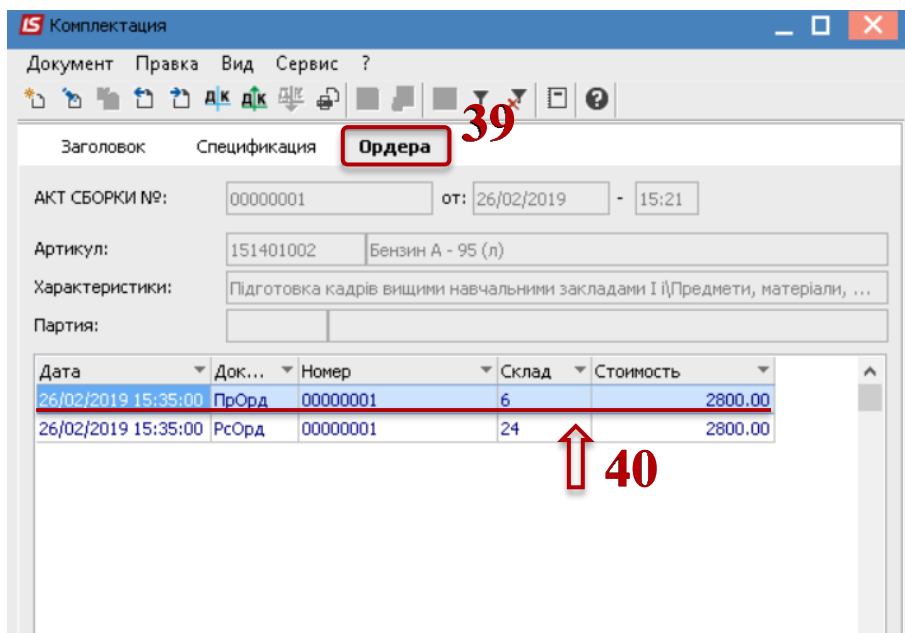 IS Комплектация
Документ Правка Вид Сервис ?
Д|К Д|К Д|К ?
39
Заголовок Спецификация Ордера
АКТ СБОРКИ №: 00000001 от: 26/02/2019 - 15:21
Артикул: 151401002 Бензин А - 95 (л)
Характеристики: Підготовка кадрів вищими навчальними закладами І і\Предмети, матеріали, ...
Партия:
Дата Док... Номер Склад Стоимость
26/02/2019 15:35:00 ПрОрд 00000001 6 2800.00
26/02/2019 15:35:00 РсОрд 00000001 24 2800.00
40